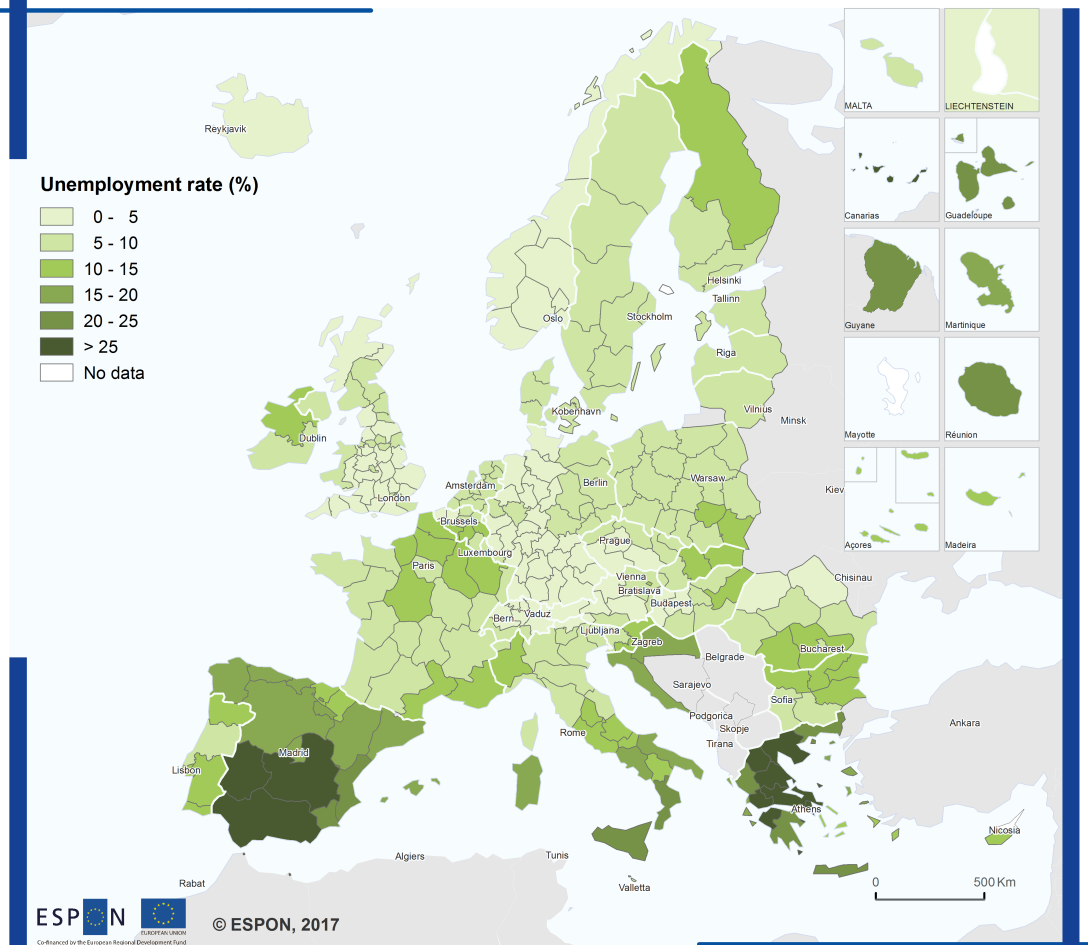 Unemployment rate (%)
0 - 5
5 - 10
10 - 15
15 - 20
20 - 25
> 25
No data
Reykjavik
Oslo
Helsinki
Tallinn
Stockholm
Riga
Kobenhavn
Vilnius
Minsk
Dublin
Amsterdam
Berlin
Warsaw
London
Kiev
Brussels
Luxembourg
Prague
Paris
Vienna
Bratislava
Chisinau
Budapest
Bern
Vaduz
Ljubljana
Zagreb
Bucharest
Belgrade
Sarajevo
Sofia
Podgorica
Rome
Skopje
Ankara
Tirana
Madrid
Lisbon
Athens
Nicosia
Algiers
Tunis
Rabat
Valletta
MALTA
LIECHTENSTEIN
Canarias
Guadeloupe
Guyane
Martinique
Mayotte
Réunion
Açores
Madeira
0 500 Km
ESPON
EUROPEAN UNION
Co-financed by the European Regional Development Fund
© ESPON, 2017